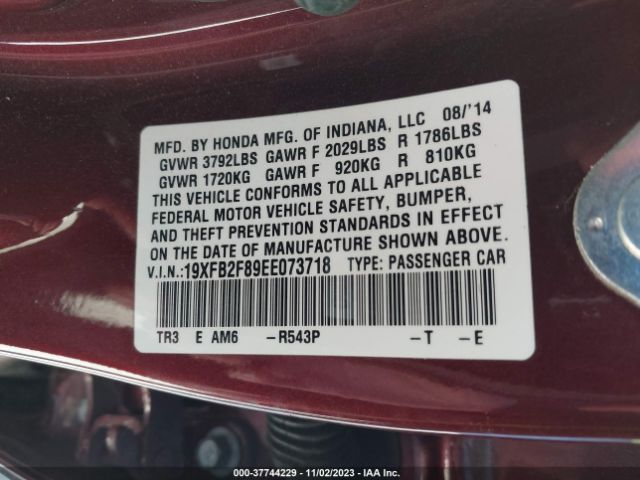 MFD. BY HONDA MFG. OF INDIANA, LLC 08/'14
GVWR 3792LBS GAWR F 2029LBS R 1786LBS
GVWR 1720KG GAWR F 920KG R 810KG
THIS VEHICLE CONFORMS TO ALL APPLICABLE
FEDERAL MOTOR VEHICLE SAFETY, BUMPER,
AND THEFT PREVENTION STANDARDS IN EFFECT
ON THE DATE OF MANUFACTURE SHOWN ABOVE.
V.I.N.:19XFB2F89EE073718 TYPE: PASSENGER CAR
TR3 E AM6 -R543P -T -E
000-37744229 - 11/02/2023 - IAA Inc.